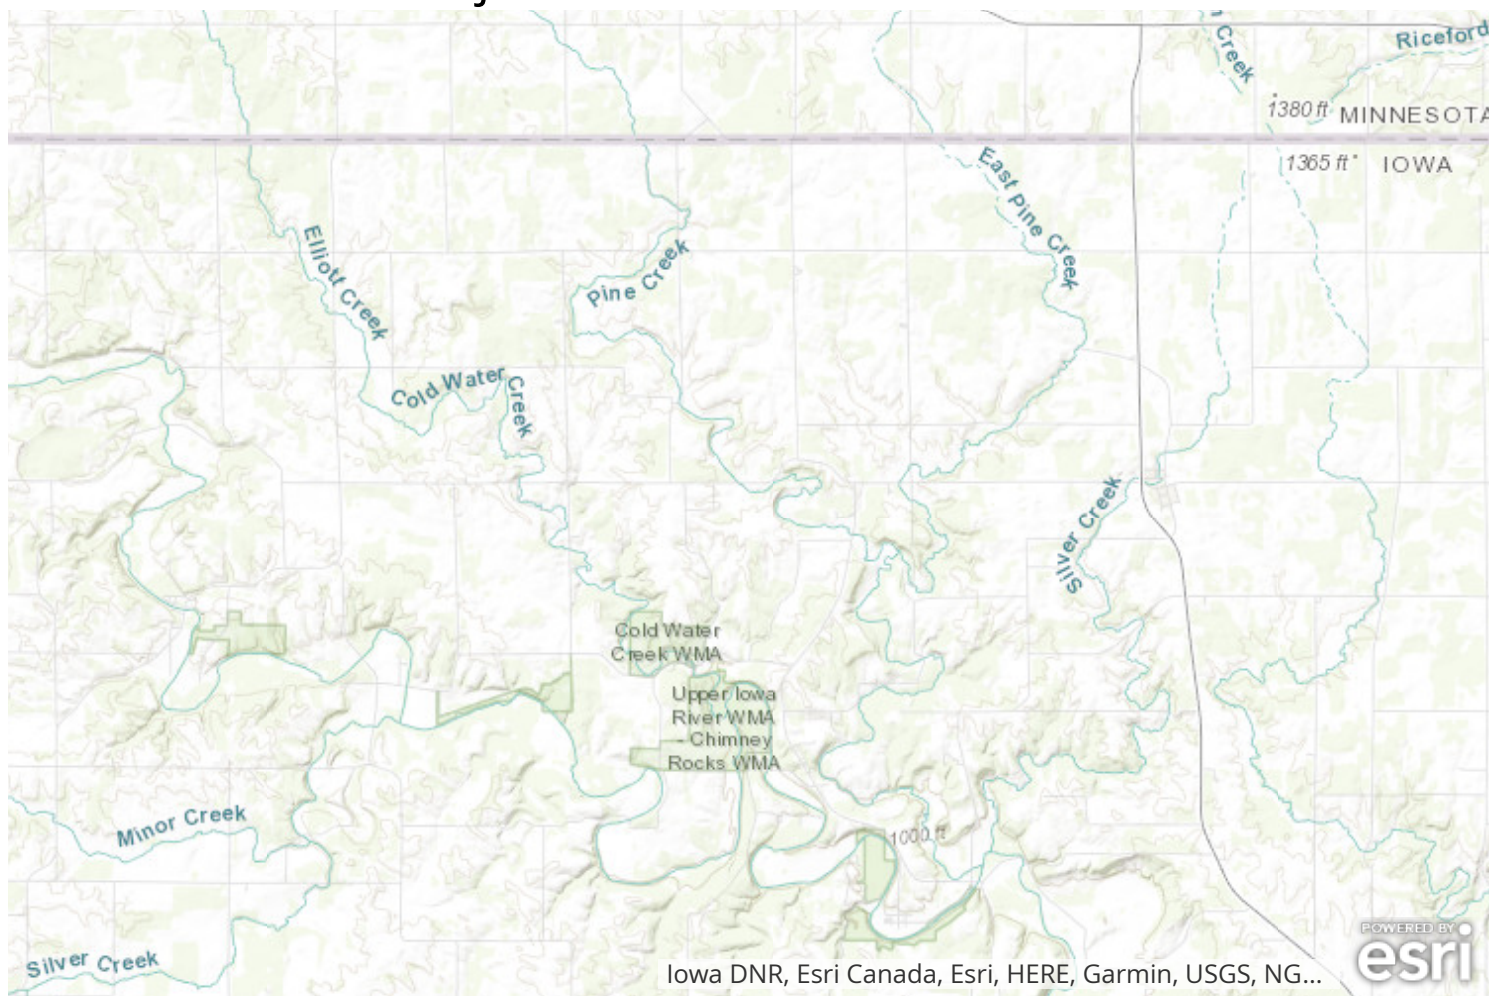 Creek
Riceford
1380 ft MINNESOTA
1365 ft IOWA
East Pine Creek
Elliott Creek
Pine Creek
Cold Water Creek
Silver Creek
Cold Water
Creek WMA
Upper Iowa
River WMA
- Chimney
Rocks WMA
Minor Creek
1000 ft
Silver Creek
POWERED BY
esri
Iowa DNR, Esri Canada, Esri, HERE, Garmin, USGS, NG...